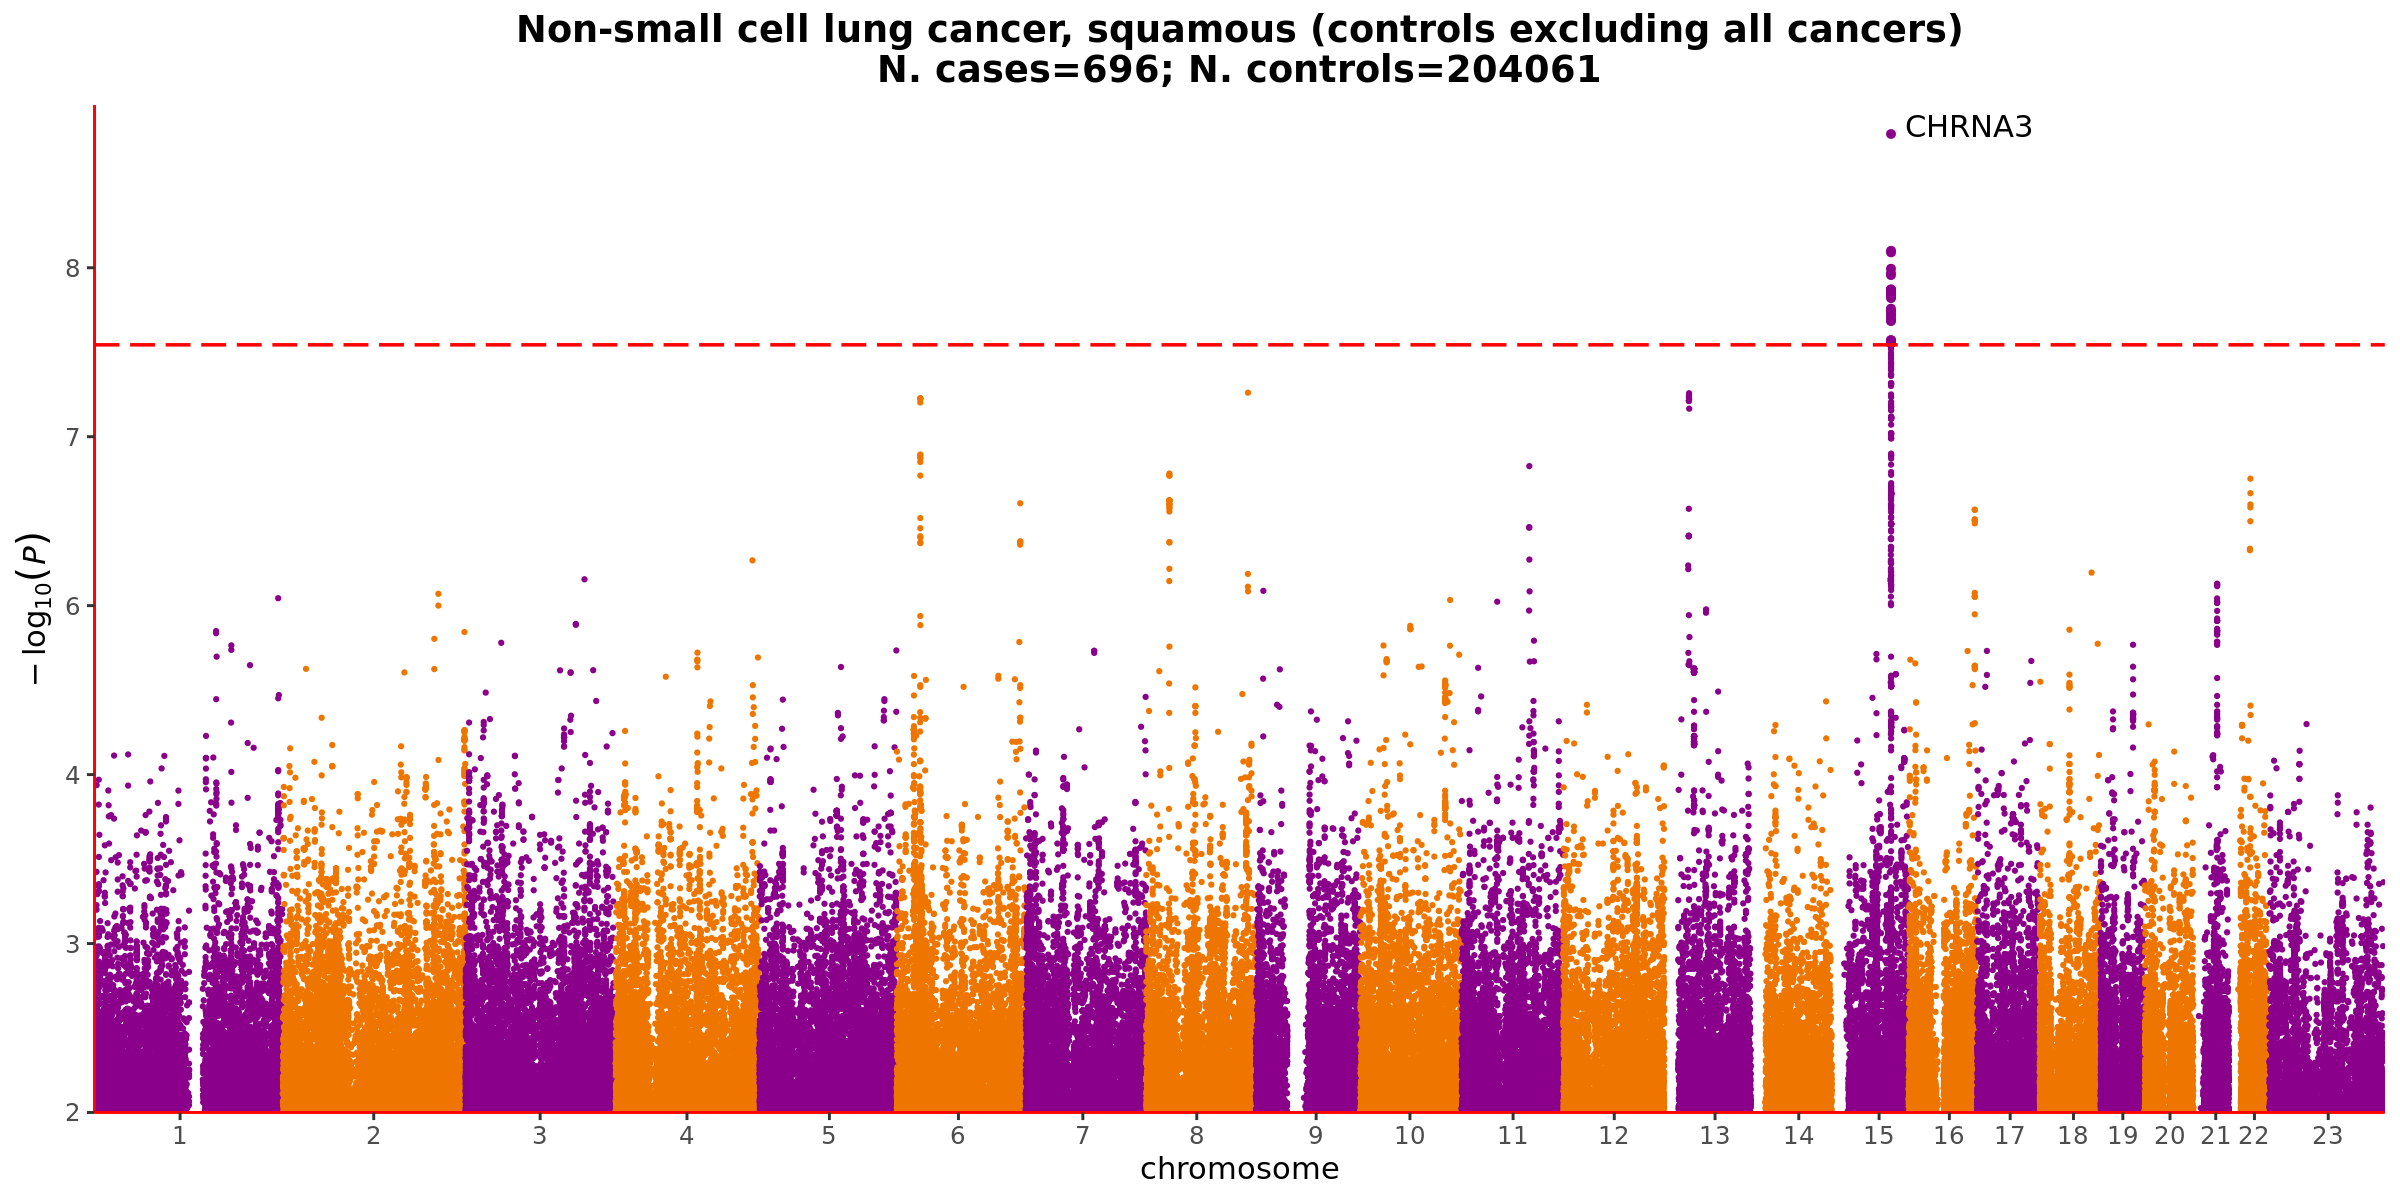 Non-small cell lung cancer, squamous (controls excluding all cancers)
N. cases=696; N. controls=204061
CHRNA3
8
7
6
4
3
2
−log10(P)
1 2 3 4 5 6 7 8 9 10 11 12 13 14 15 16 17 18 19 20 21 22 23
chromosome